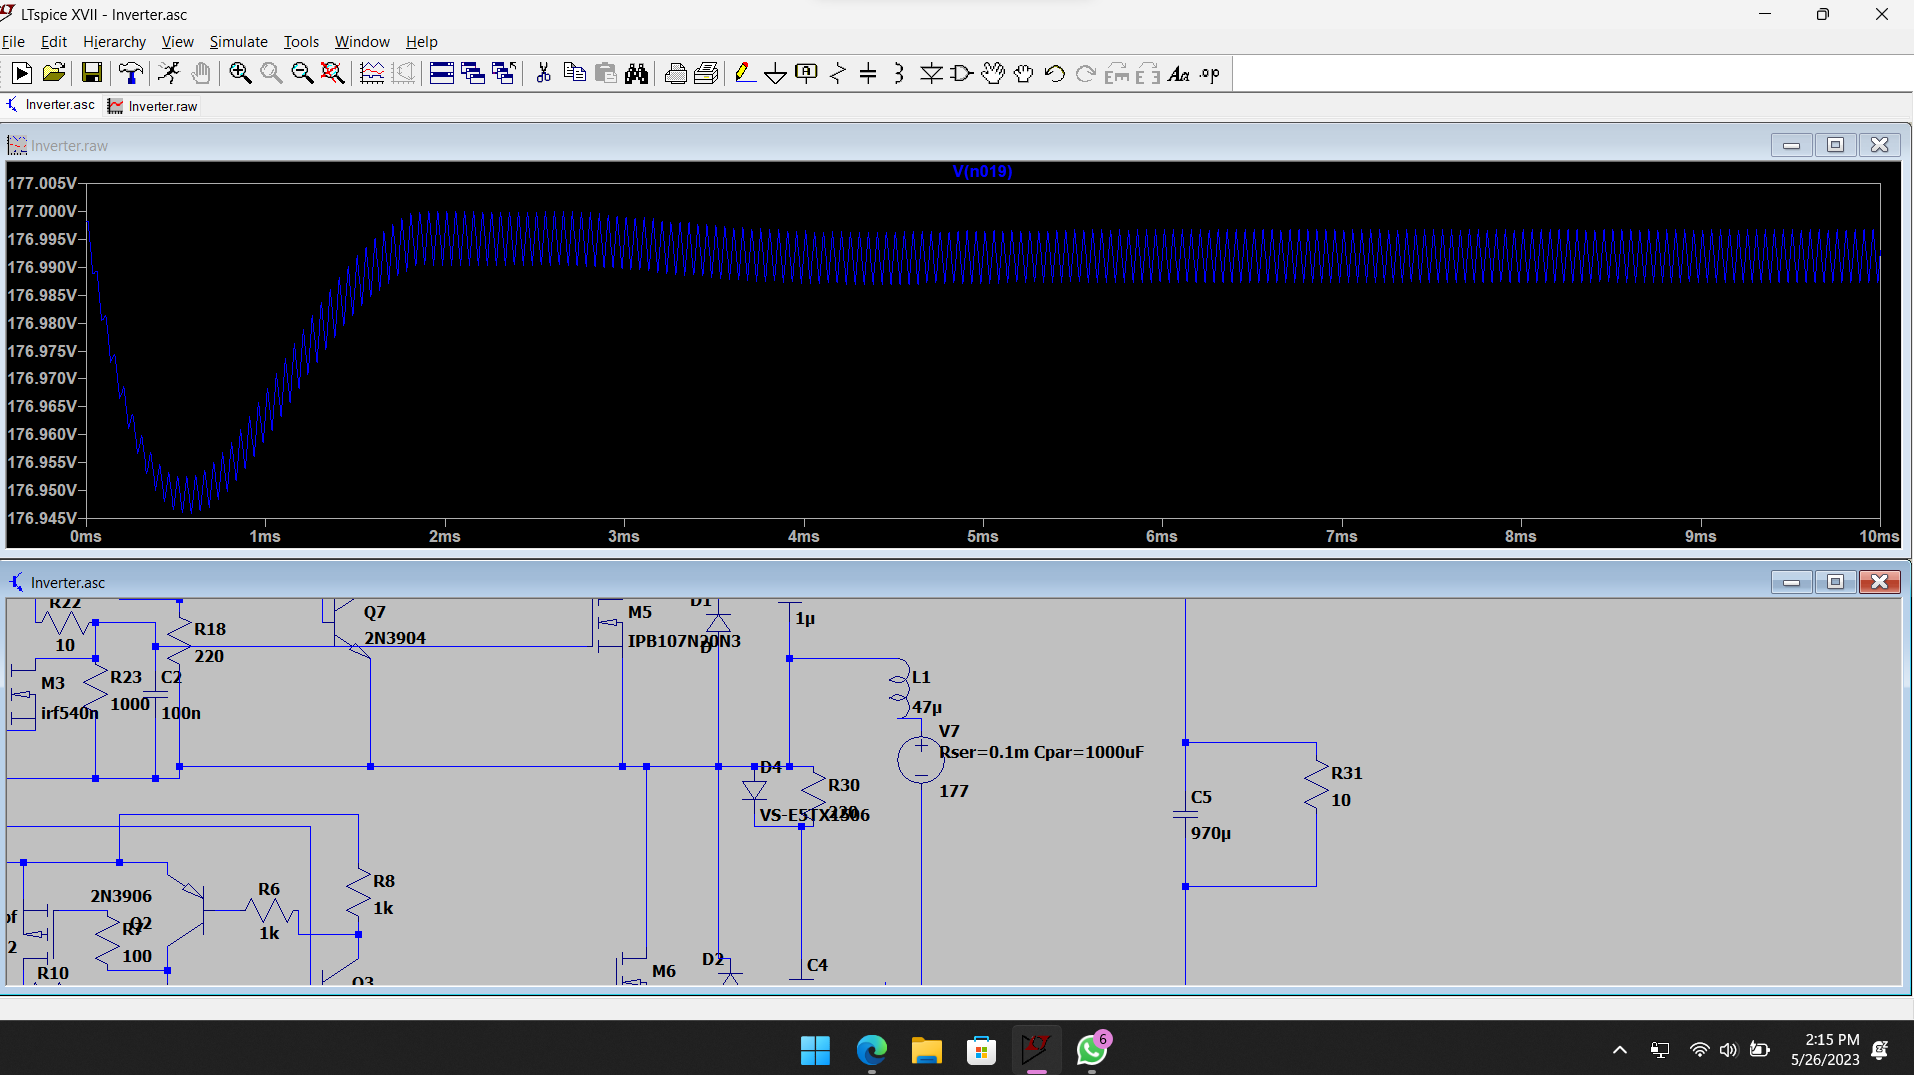 LTspice XVII - Inverter.asc
File Edit Hierarchy View Simulate Tools Window Help
Inverter.asc Inverter.raw
Inverter.raw
V(n019)
177.005V
177.000V
176.995V
176.990V
176.985V
176.980V
176.975V
176.970V
176.965V
176.960V
176.955V
176.950V
176.945V
0ms 1ms 2ms 3ms 4ms 5ms 6ms 7ms 8ms 9ms 10ms
Inverter.asc
R22
10
R18
220
Q7
2N3904
M5
IPB107N20N3
D1
D
1µ
M3
irf540n
R23
1000
C2
100n
L1
47µ
V7
Rser=0.1m Cpar=1000uF
177
D4
VS-E5TX1506
R30
220
C5
970µ
R31
10
2N3906
Q2
R7
100
R6
1k
R8
1k
R10
Q3
M6
D2
C4
6
2:15 PM
5/26/2023